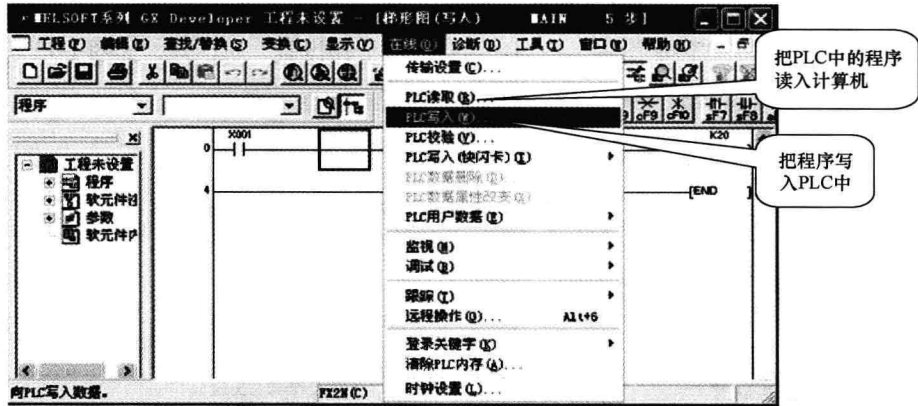 MELSOFT系列 GX Developer 工程未设置 - [梯形图(写入) MAIN 5 步]
工程(F) 编辑(E) 查找/替换(S) 变换(C) 显示(V) 在线(O) 诊断(D) 工具(T) 窗口(W) 帮助(H)
传输设置(C)...
PLC读取(R)...
PLC写入(W)...
PLC校验(V)...
PLC写入(快闪卡)(I)
PLC数据删除(D)...
PLC数据属性改变(G)
PLC用户数据(E)
监视(M)
调试(B)
跟踪(T)
远程操作(O)... Alt+6
登录关键字(K)
清除PLC内存(A)...
时钟设置(L)...
把PLC中的程序
读入计算机
把程序写
入PLC中
程序
sF9 cF10 sF7 sF8
工程未设置
程序
软元件
参数
软元件内
X001
0
K20
4
[END ]
向PLC写入数据。
FX2N(C)